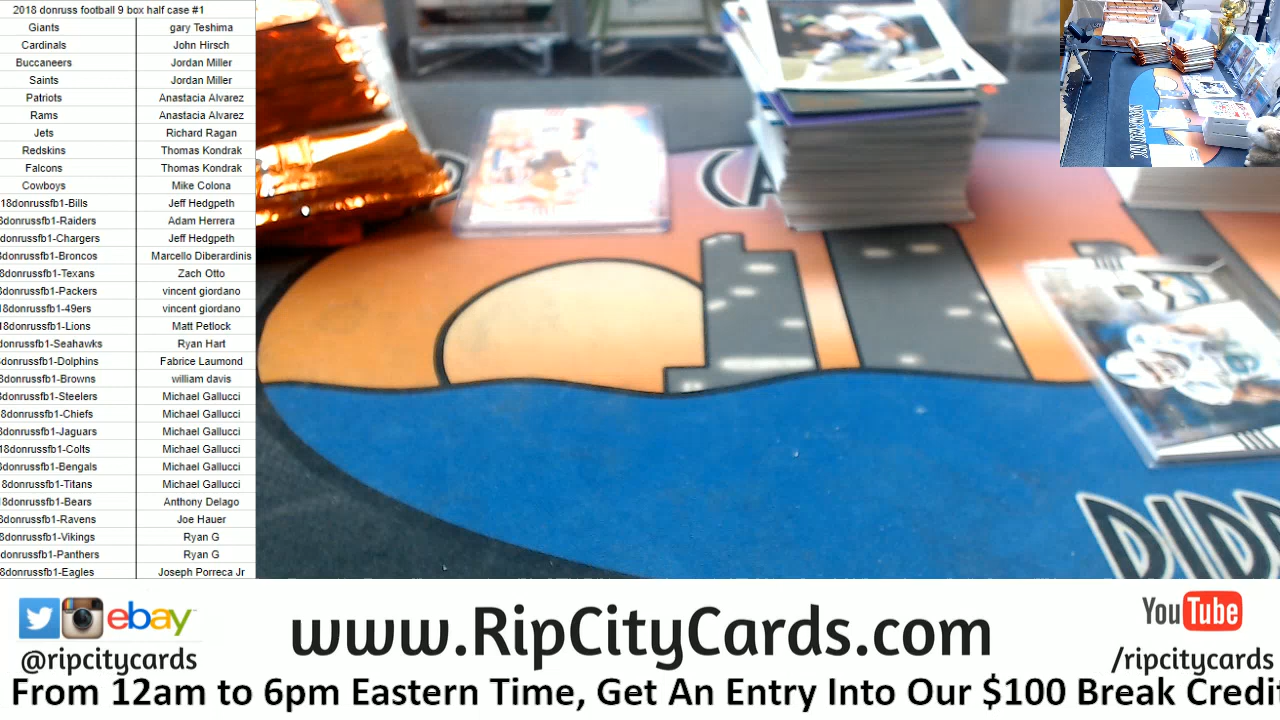 2018 donruss football 9 box half case #1
Giants gary Teshima
Cardinals John Hirsch
Buccaneers Jordan Miller
Saints Jordan Miller
Patriots Anastacia Alvarez
Rams Anastacia Alvarez
Jets Richard Ragan
Redskins Thomas Kondrak
Falcons Thomas Kondrak
Cowboys Mike Colona
18donrussfb1-Bills Jeff Hedgpeth
8donrussfb1-Raiders Adam Herrera
donrussfb1-Chargers Jeff Hedgpeth
donrussfb1-Broncos Marcello Diberardinis
8donrussfb1-Texans Zach Otto
8donrussfb1-Packers vincent giordano
18donrussfb1-49ers vincent giordano
18donrussfb1-Lions Matt Petlock
donrussfb1-Seahawks Ryan Hart
8donrussfb1-Dolphins Fabrice Laumond
8donrussfb1-Browns william davis
8donrussfb1-Steelers Michael Gallucci
8donrussfb1-Chiefs Michael Gallucci
8donrussfb1-Jaguars Michael Gallucci
18donrussfb1-Colts Michael Gallucci
8donrussfb1-Bengals Michael Gallucci
8donrussfb1-Titans Michael Gallucci
18donrussfb1-Bears Anthony Delago
8donrussfb1-Ravens Joe Hauer
8donrussfb1-Vikings Ryan G
donrussfb1-Panthers Ryan G
8donrussfb1-Eagles Joseph Porreca Jr
CA
RIPC
ebay
@ripcitycards
www.RipCityCards.com
YouTube
/ripcitycards
From 12am to 6pm Eastern Time, Get An Entry Into Our $100 Break Credit